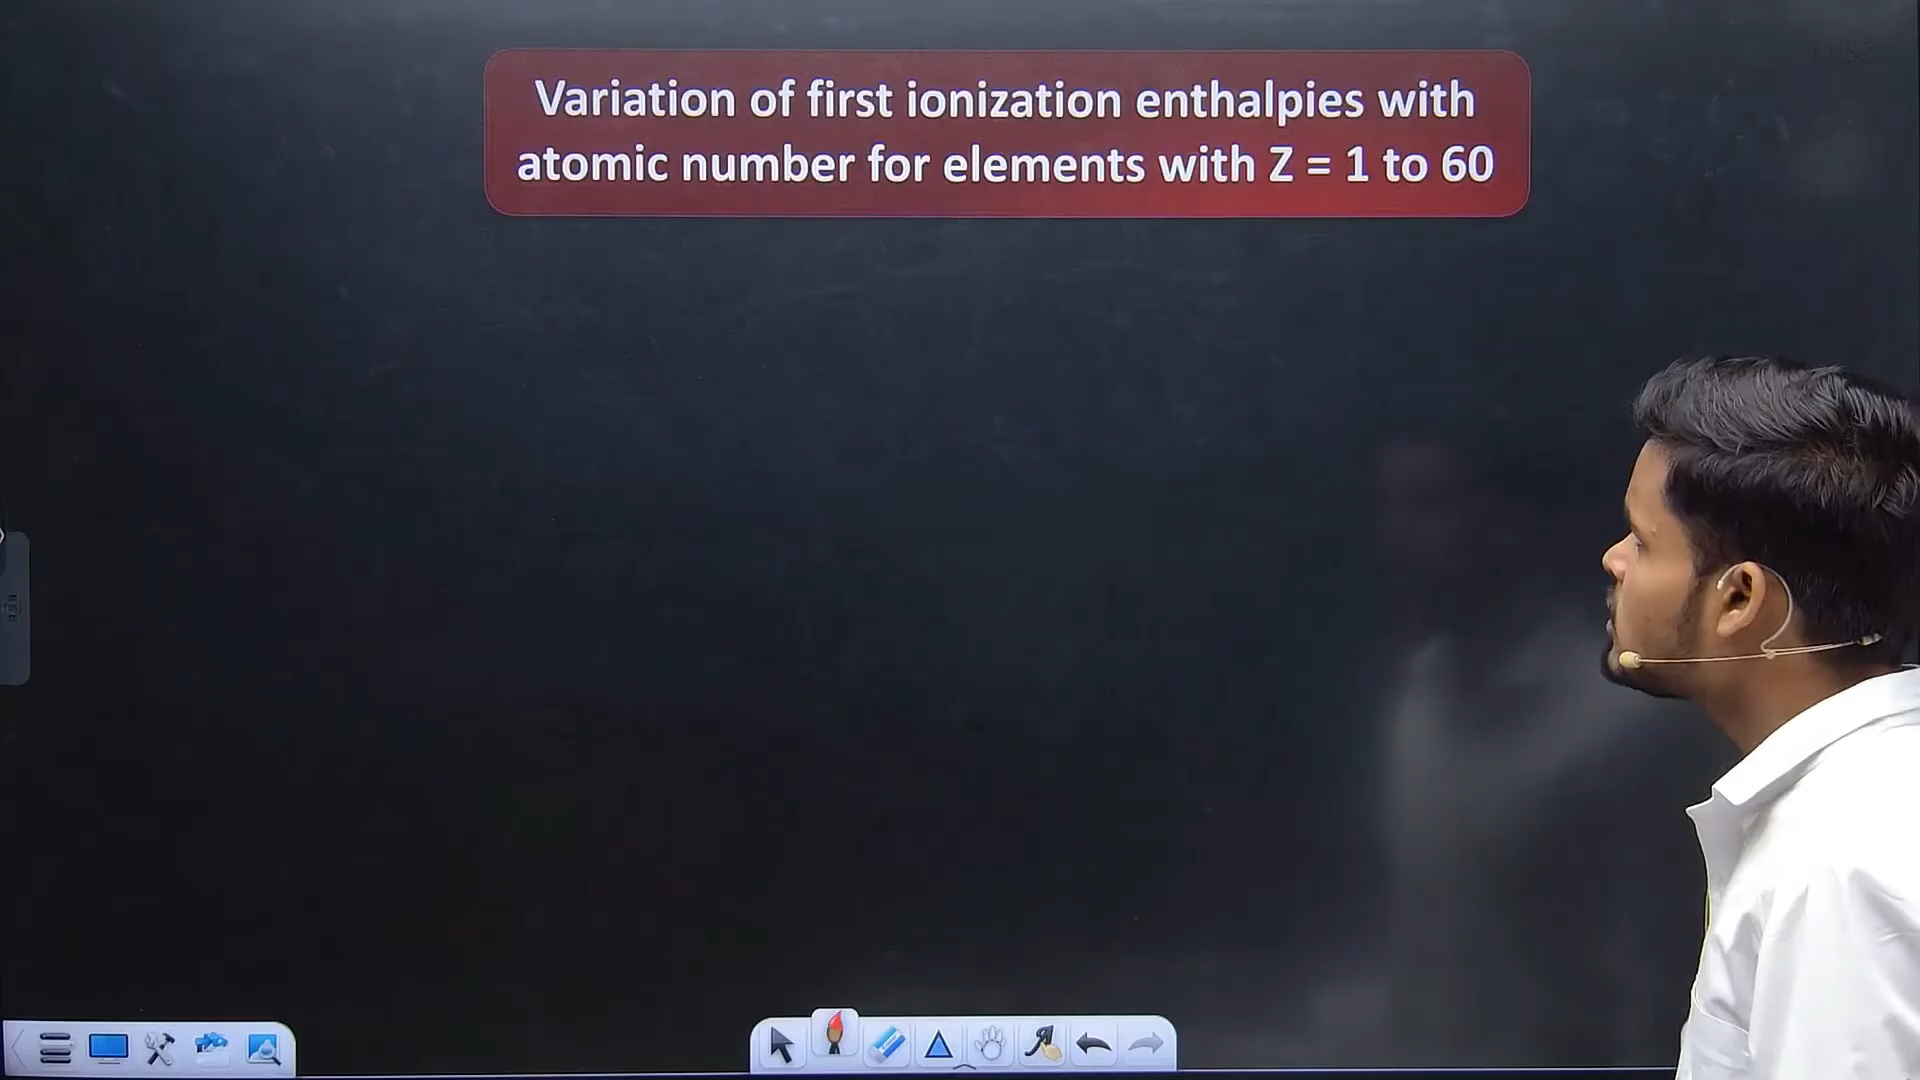 Variation of first ionization enthalpies with
atomic number for elements with Z = 1 to 60